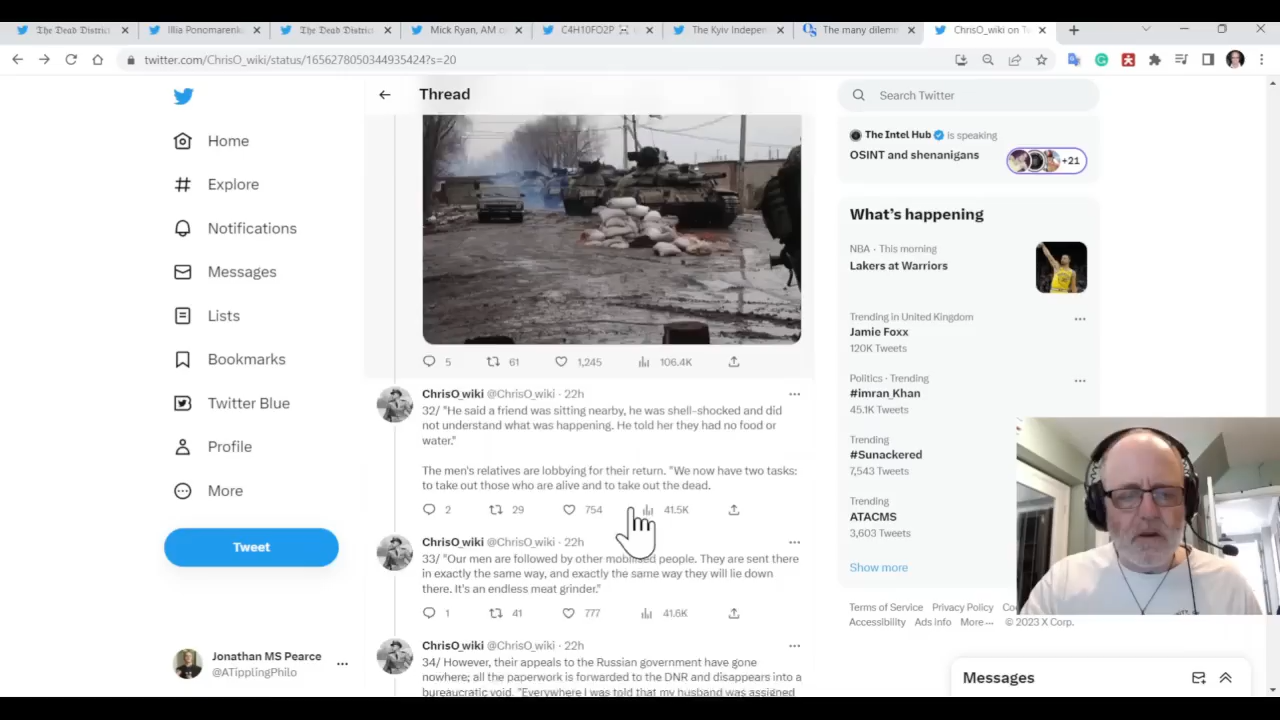 The Dead District
Illia Ponomarenk
The Dead District
Mick Ryan, AM
C4H10FO2P
The Kyiv Indepen
The many dileme
ChrisO_wiki on Tw
twitter.com/ChrisO_wiki/status/1656278050344935424?s=20
Home
Explore
Notifications
Messages
Lists
Bookmarks
Twitter Blue
Profile
More
Tweet
Jonathan MS Pearce
@ATipplingPhilo
Thread
5 61 1,245 106.4K
ChrisO_wiki @ChrisO_wiki · 22h
32/ "He said a friend was sitting nearby, he was shell-shocked and did
not understand what was happening. He told her they had no food or
water."
The men's relatives are lobbying for their return. "We now have two tasks:
to take out those who are alive and to take out the dead.
2 29 754 41.5K
ChrisO_wiki @ChrisO_wiki · 22h
33/ "Our men are followed by other mobilised people. They are sent there
in exactly the same way, and exactly the same way they will lie down
there. It's an endless meat grinder."
1 41 777 41.6K
ChrisO_wiki @ChrisO_wiki · 22h
34/ However, their appeals to the Russian government have gone
nowhere; all the paperwork is forwarded to the DNR and disappears into a
bureaucratic void. "Everywhere I was told that my husband was assigned
Search Twitter
The Intel Hub is speaking
OSINT and shenanigans
+21
What's happening
NBA · This morning
Lakers at Warriors
Trending in United Kingdom
Jamie Foxx
120K Tweets
Politics · Trending
#imran_Khan
45.1K Tweets
Trending
#Sunackered
7,543 Tweets
Trending
ATACMS
3,603 Tweets
Show more
Terms of Service Privacy Policy Co
Accessibility Ads info More ··· © 2023 X Corp.
Messages